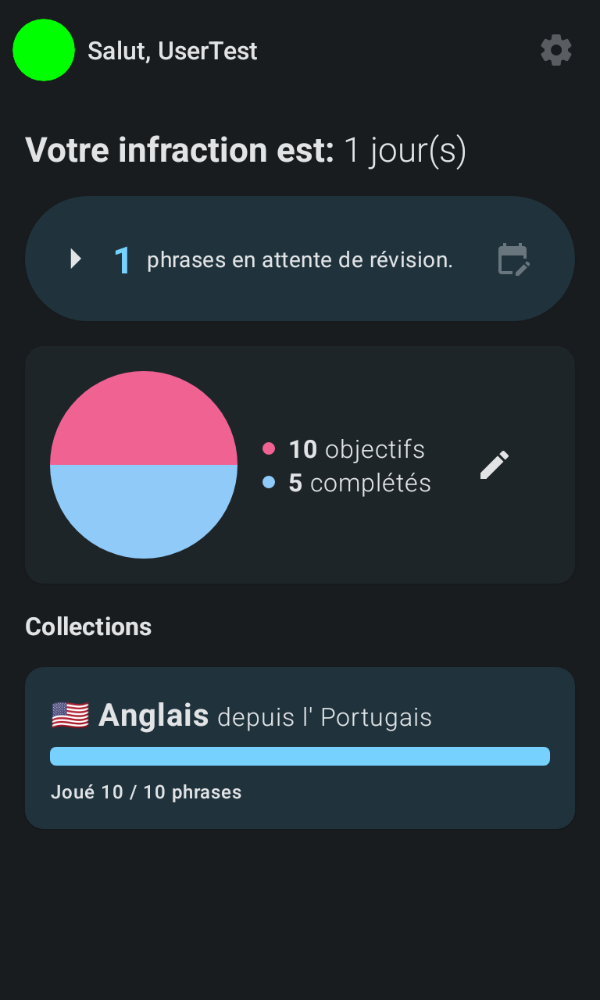 Salut, UserTest
Votre infraction est: 1 jour(s)
1 phrases en attente de révision.
10 objectifs
5 complétés
Collections
🇺🇸 Anglais depuis l' Portugais
Joué 10 / 10 phrases